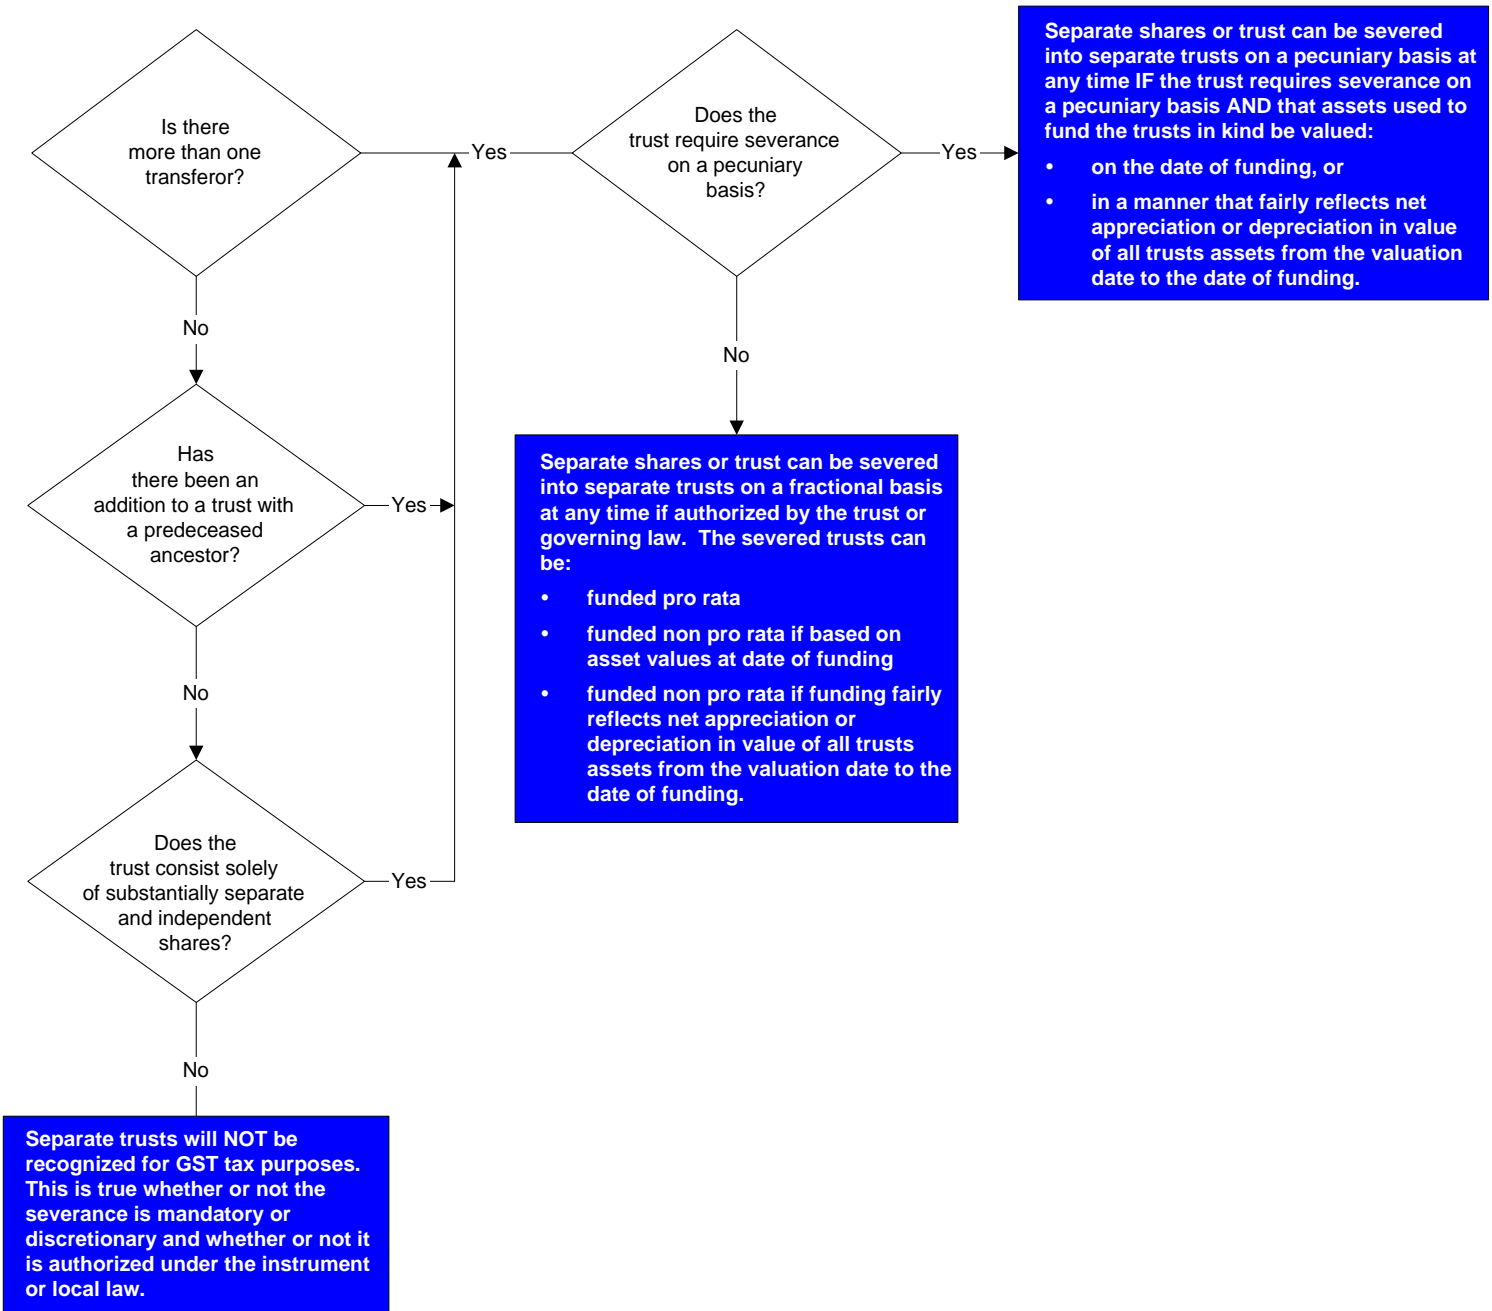 Is there
more than one
transferor?
Yes
Does the
trust require severance
on a pecuniary
basis?
Yes
Separate shares or trust can be severed
into separate trusts on a pecuniary basis at
any time IF the trust requires severance on
a pecuniary basis AND that assets used to
fund the trusts in kind be valued:
• on the date of funding, or
• in a manner that fairly reflects net
appreciation or depreciation in value
of all trusts assets from the valuation
date to the date of funding.
No
No
Has
there been an
addition to a trust with
a predeceased
ancestor?
Yes
Separate shares or trust can be severed
into separate trusts on a fractional basis
at any time if authorized by the trust or
governing law.  The severed trusts can
be:
• funded pro rata
• funded non pro rata if based on
asset values at date of funding
• funded non pro rata if funding fairly
reflects net appreciation or
depreciation in value of all trusts
assets from the valuation date to the
date of funding.
No
Does the
trust consist solely
of substantially separate
and independent
shares?
Yes
No
Separate trusts will NOT be
recognized for GST tax purposes.
This is true whether or not the
severance is mandatory or
discretionary and whether or not it
is authorized under the instrument
or local law.